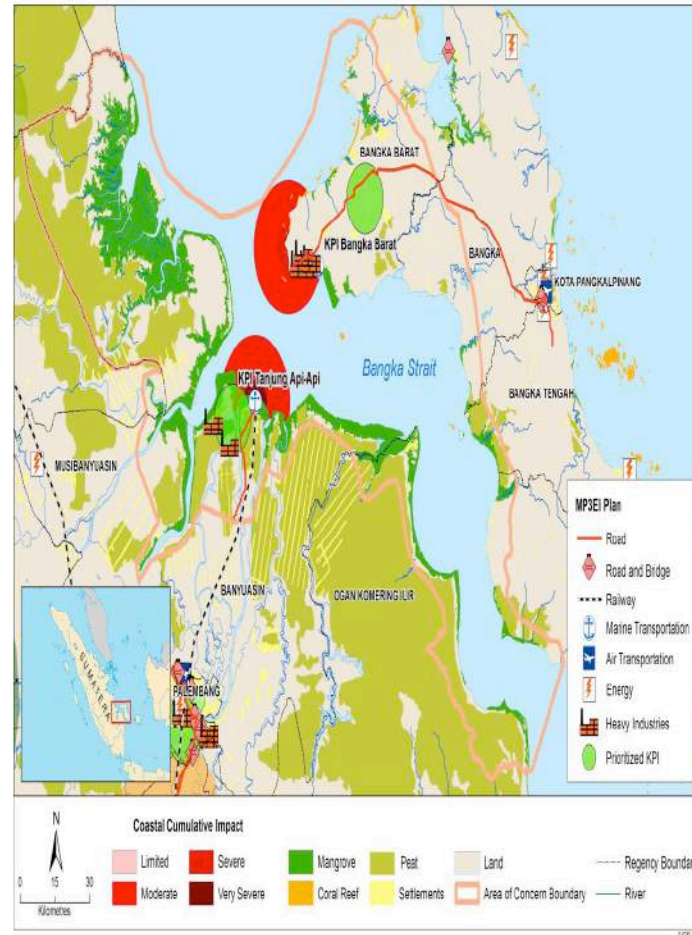 BANGKA BARAT
KPI Bangka Barat
BANGKA
KOTA PANGKALPINANG
KPI Tanjung Api-Api
Bangka Strait
BANGKA TENGAH
MUSIBANYUASIN
BANYUASIN
OGAN KOMERING ILIR
PALEMBANG
SUMATERA
MP3EI Plan
Road
Road and Bridge
Railway
Marine Transportation
Air Transportation
Energy
Heavy Industries
Prioritized KPI
N
0 15 30
Kilometres
Coastal Cumulative Impact
Limited
Severe
Mangrove
Peat
Land
Regency Boundar
Moderate
Very Severe
Coral Reef
Settlements
Area of Concern Boundary
River